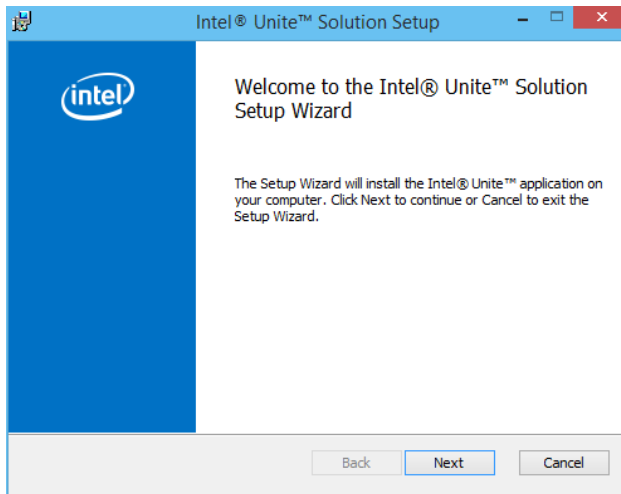 Intel® Unite™ Solution Setup
intel
Welcome to the Intel® Unite™ Solution
Setup Wizard
The Setup Wizard will install the Intel® Unite™ application on
your computer. Click Next to continue or Cancel to exit the
Setup Wizard.
Back Next Cancel